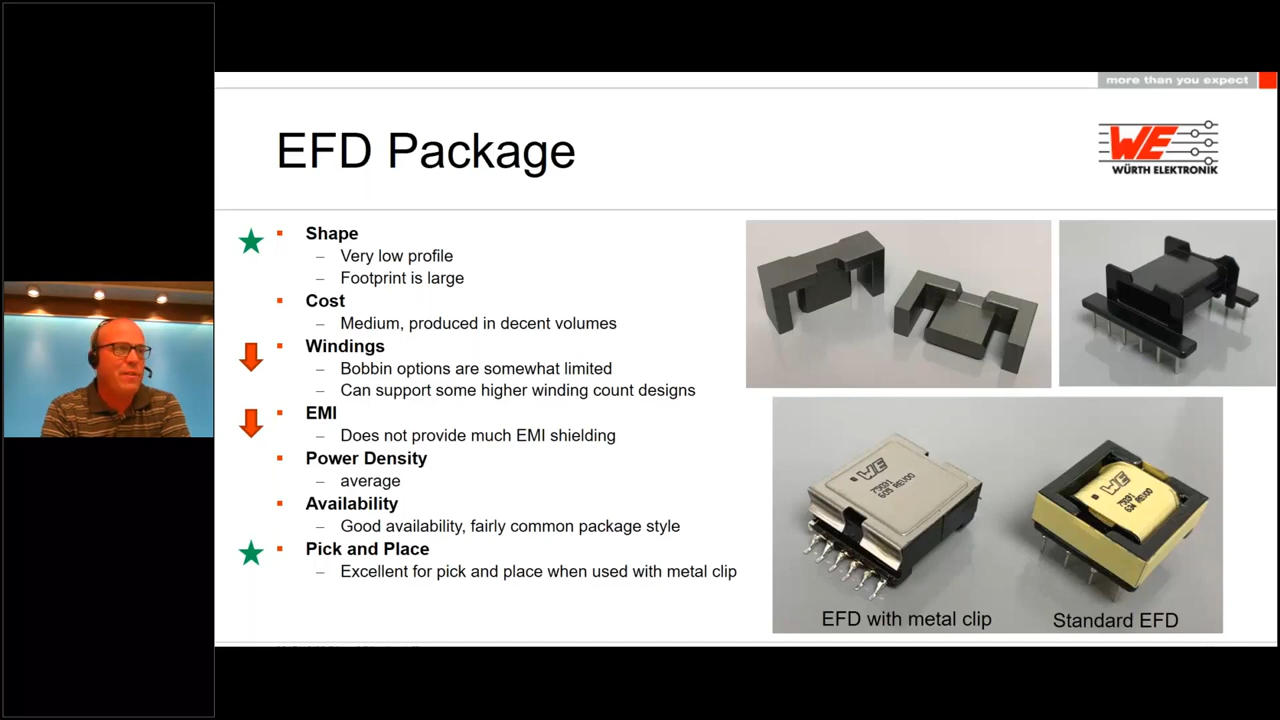 more than you expect
EFD Package
WE
WÜRTH ELEKTRONIK
Shape
– Very low profile
– Footprint is large
Cost
– Medium, produced in decent volumes
Windings
– Bobbin options are somewhat limited
– Can support some higher winding count designs
EMI
– Does not provide much EMI shielding
Power Density
– average
Availability
– Good availability, fairly common package style
Pick and Place
– Excellent for pick and place when used with metal clip
WE
WE
EFD with metal clip
Standard EFD